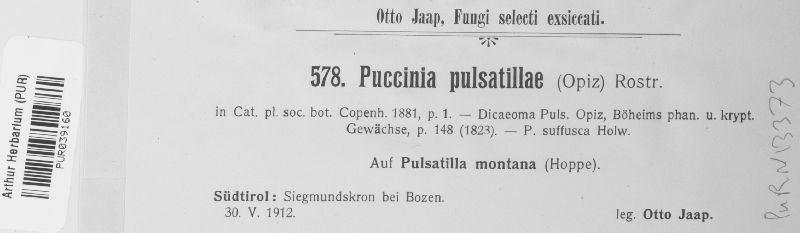 Otto Jaap, Fungi selecti exsiccati.
578. Puccinia pulsatillae (Opiz) Rostr.
in Cat. pl. soc. bot. Copenh. 1881, p. 1. — Dicaeoma Puls. Opiz, Böheims phan. u. krypt.
Gewächse, p. 148 (1823). — P. suffusca Holw.
Auf Pulsatilla montana (Hoppe).
Südtirol: Siegmundskron bei Bozen.
30. V. 1912.
leg. Otto Jaap.
Arthur Herbarium (PUR)
PUR039160
PUR N13373